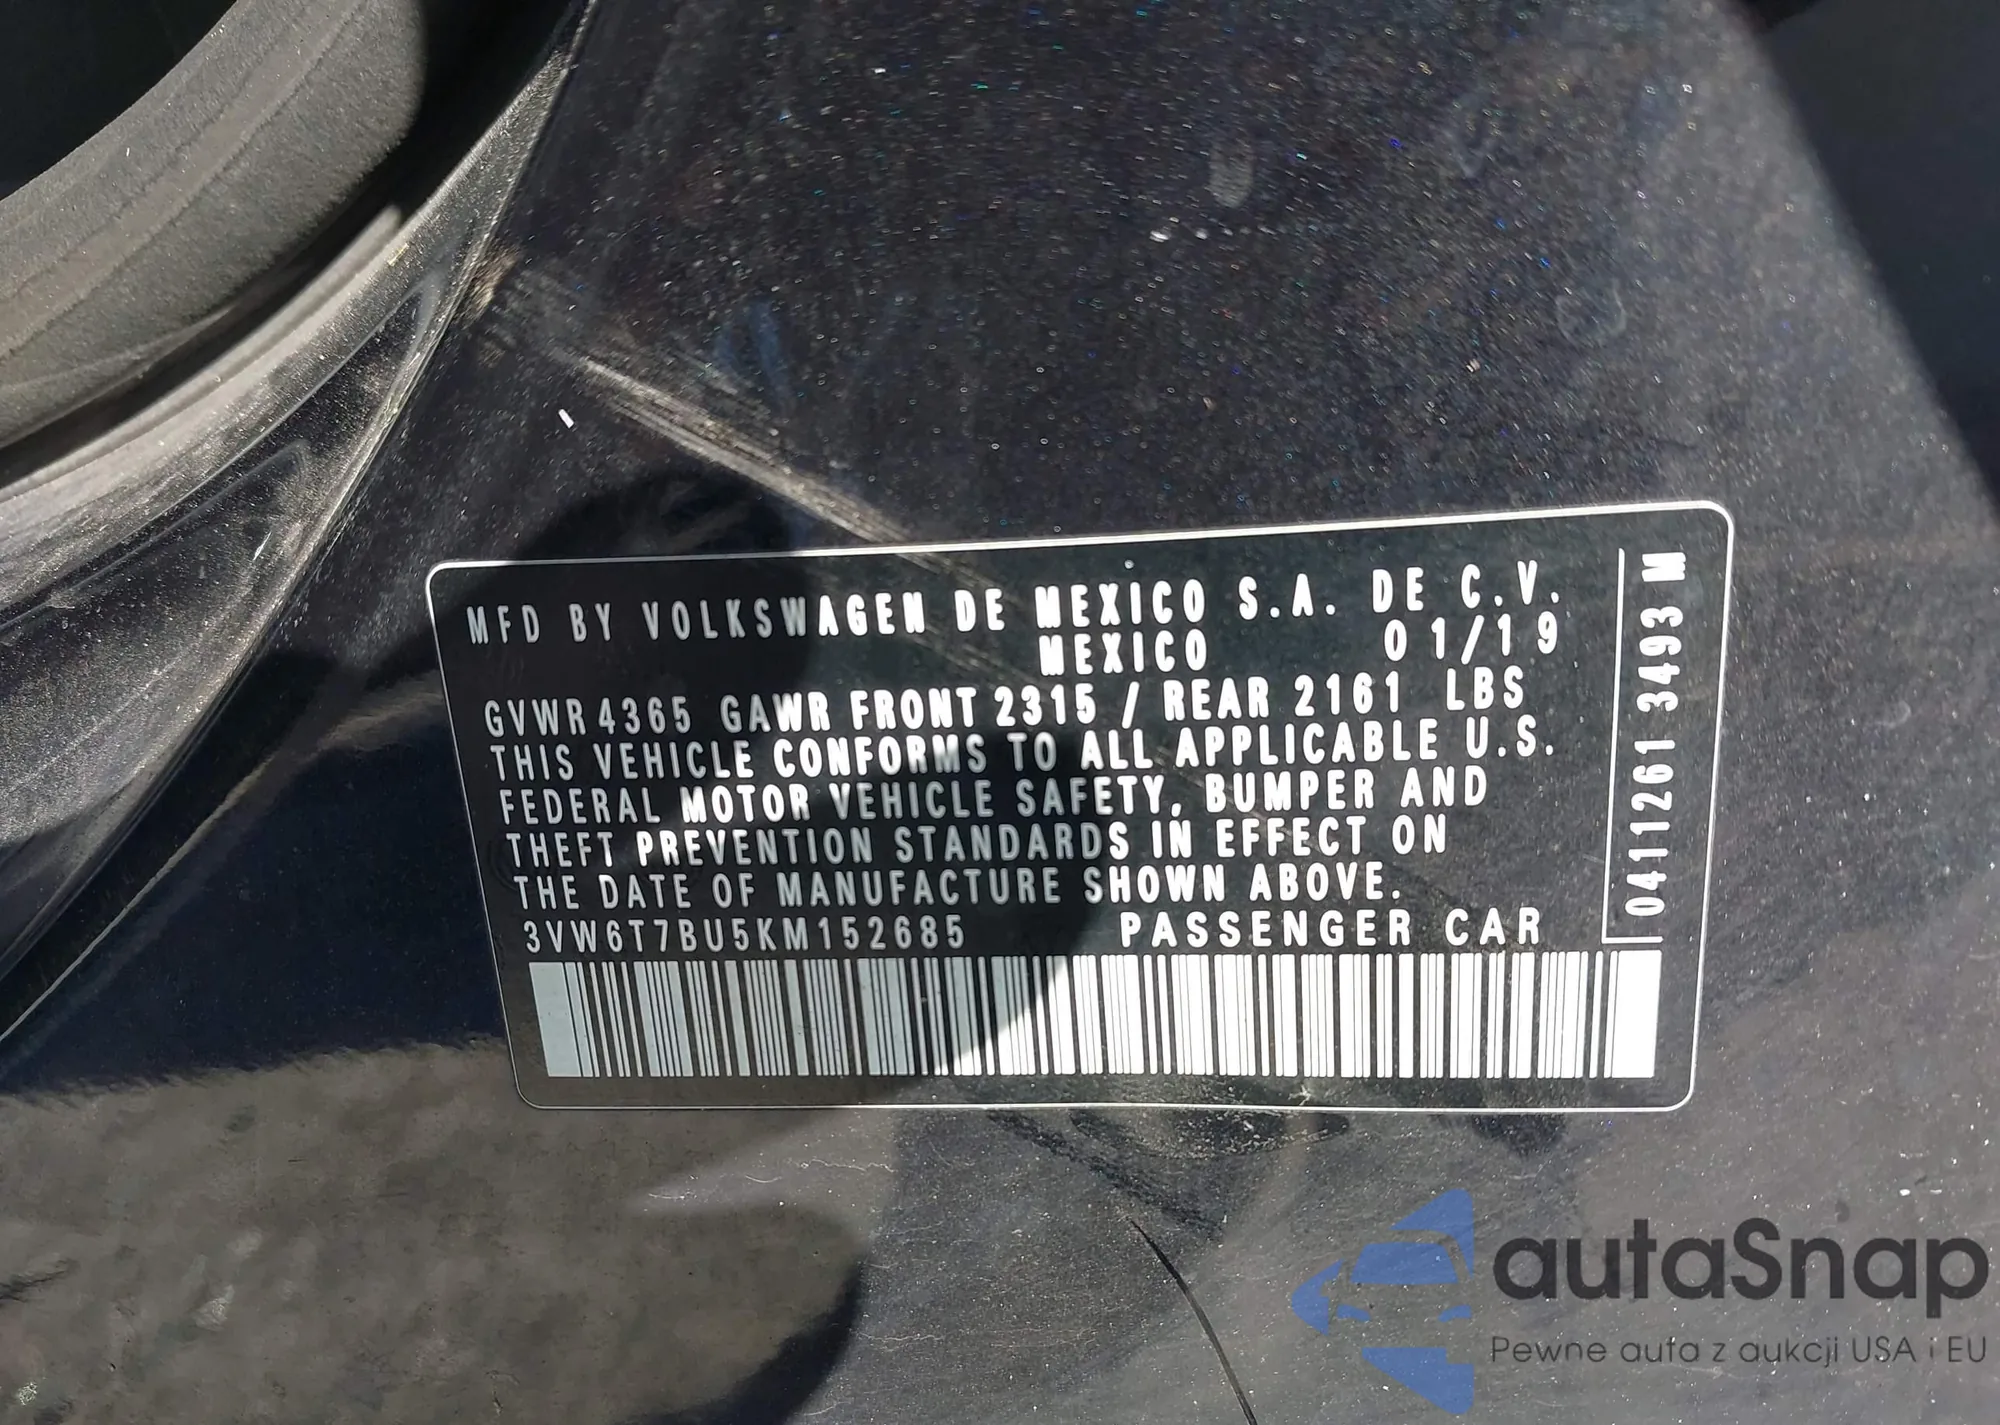 MFD BY VOLKSWAGEN DE MEXICO S.A. DE C.V.
MEXICO 01/19
GVWR 4365 GAWR FRONT 2315 / REAR 2161 LBS
THIS VEHICLE CONFORMS TO ALL APPLICABLE U.S.
FEDERAL MOTOR VEHICLE SAFETY, BUMPER AND
THEFT PREVENTION STANDARDS IN EFFECT ON
THE DATE OF MANUFACTURE SHOWN ABOVE.
3VW6T7BU5KM152685 PASSENGER CAR
0411261 3493 M
autaSnap
Pewne auta z aukcji USA i EU